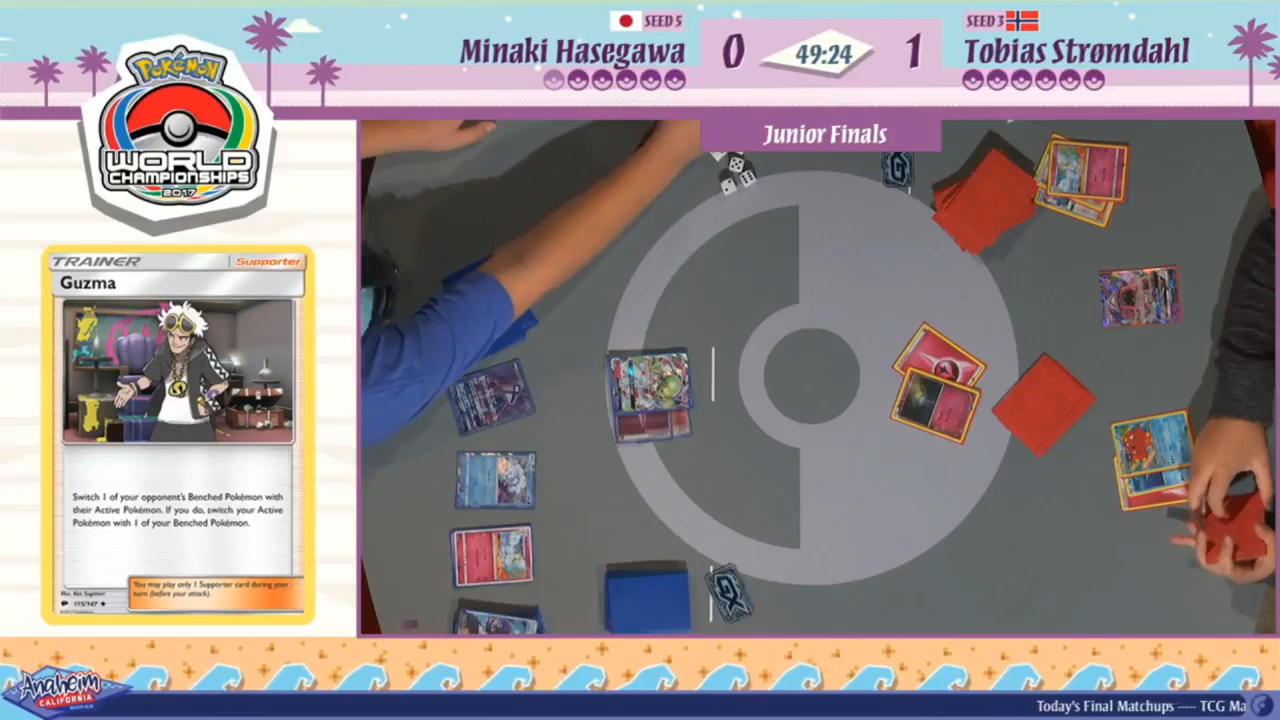 SEED 5
Minaki Hasegawa
0
49:24
1
SEED 3
Tobias Strømdahl
Junior Finals
Pokémon
WORLD
CHAMPIONSHIPS
2017
TRAINER
Supporter
Guzma
Switch 1 of your opponent's Benched Pokémon with
their Active Pokémon. If you do, switch your Active
Pokémon with 1 of your Benched Pokémon.
You may play only 1 Supporter card during your
turn (before your attack).
115/147
GX
Anaheim
CALIFORNIA
Today's Final Matchups ---- TCG Ma